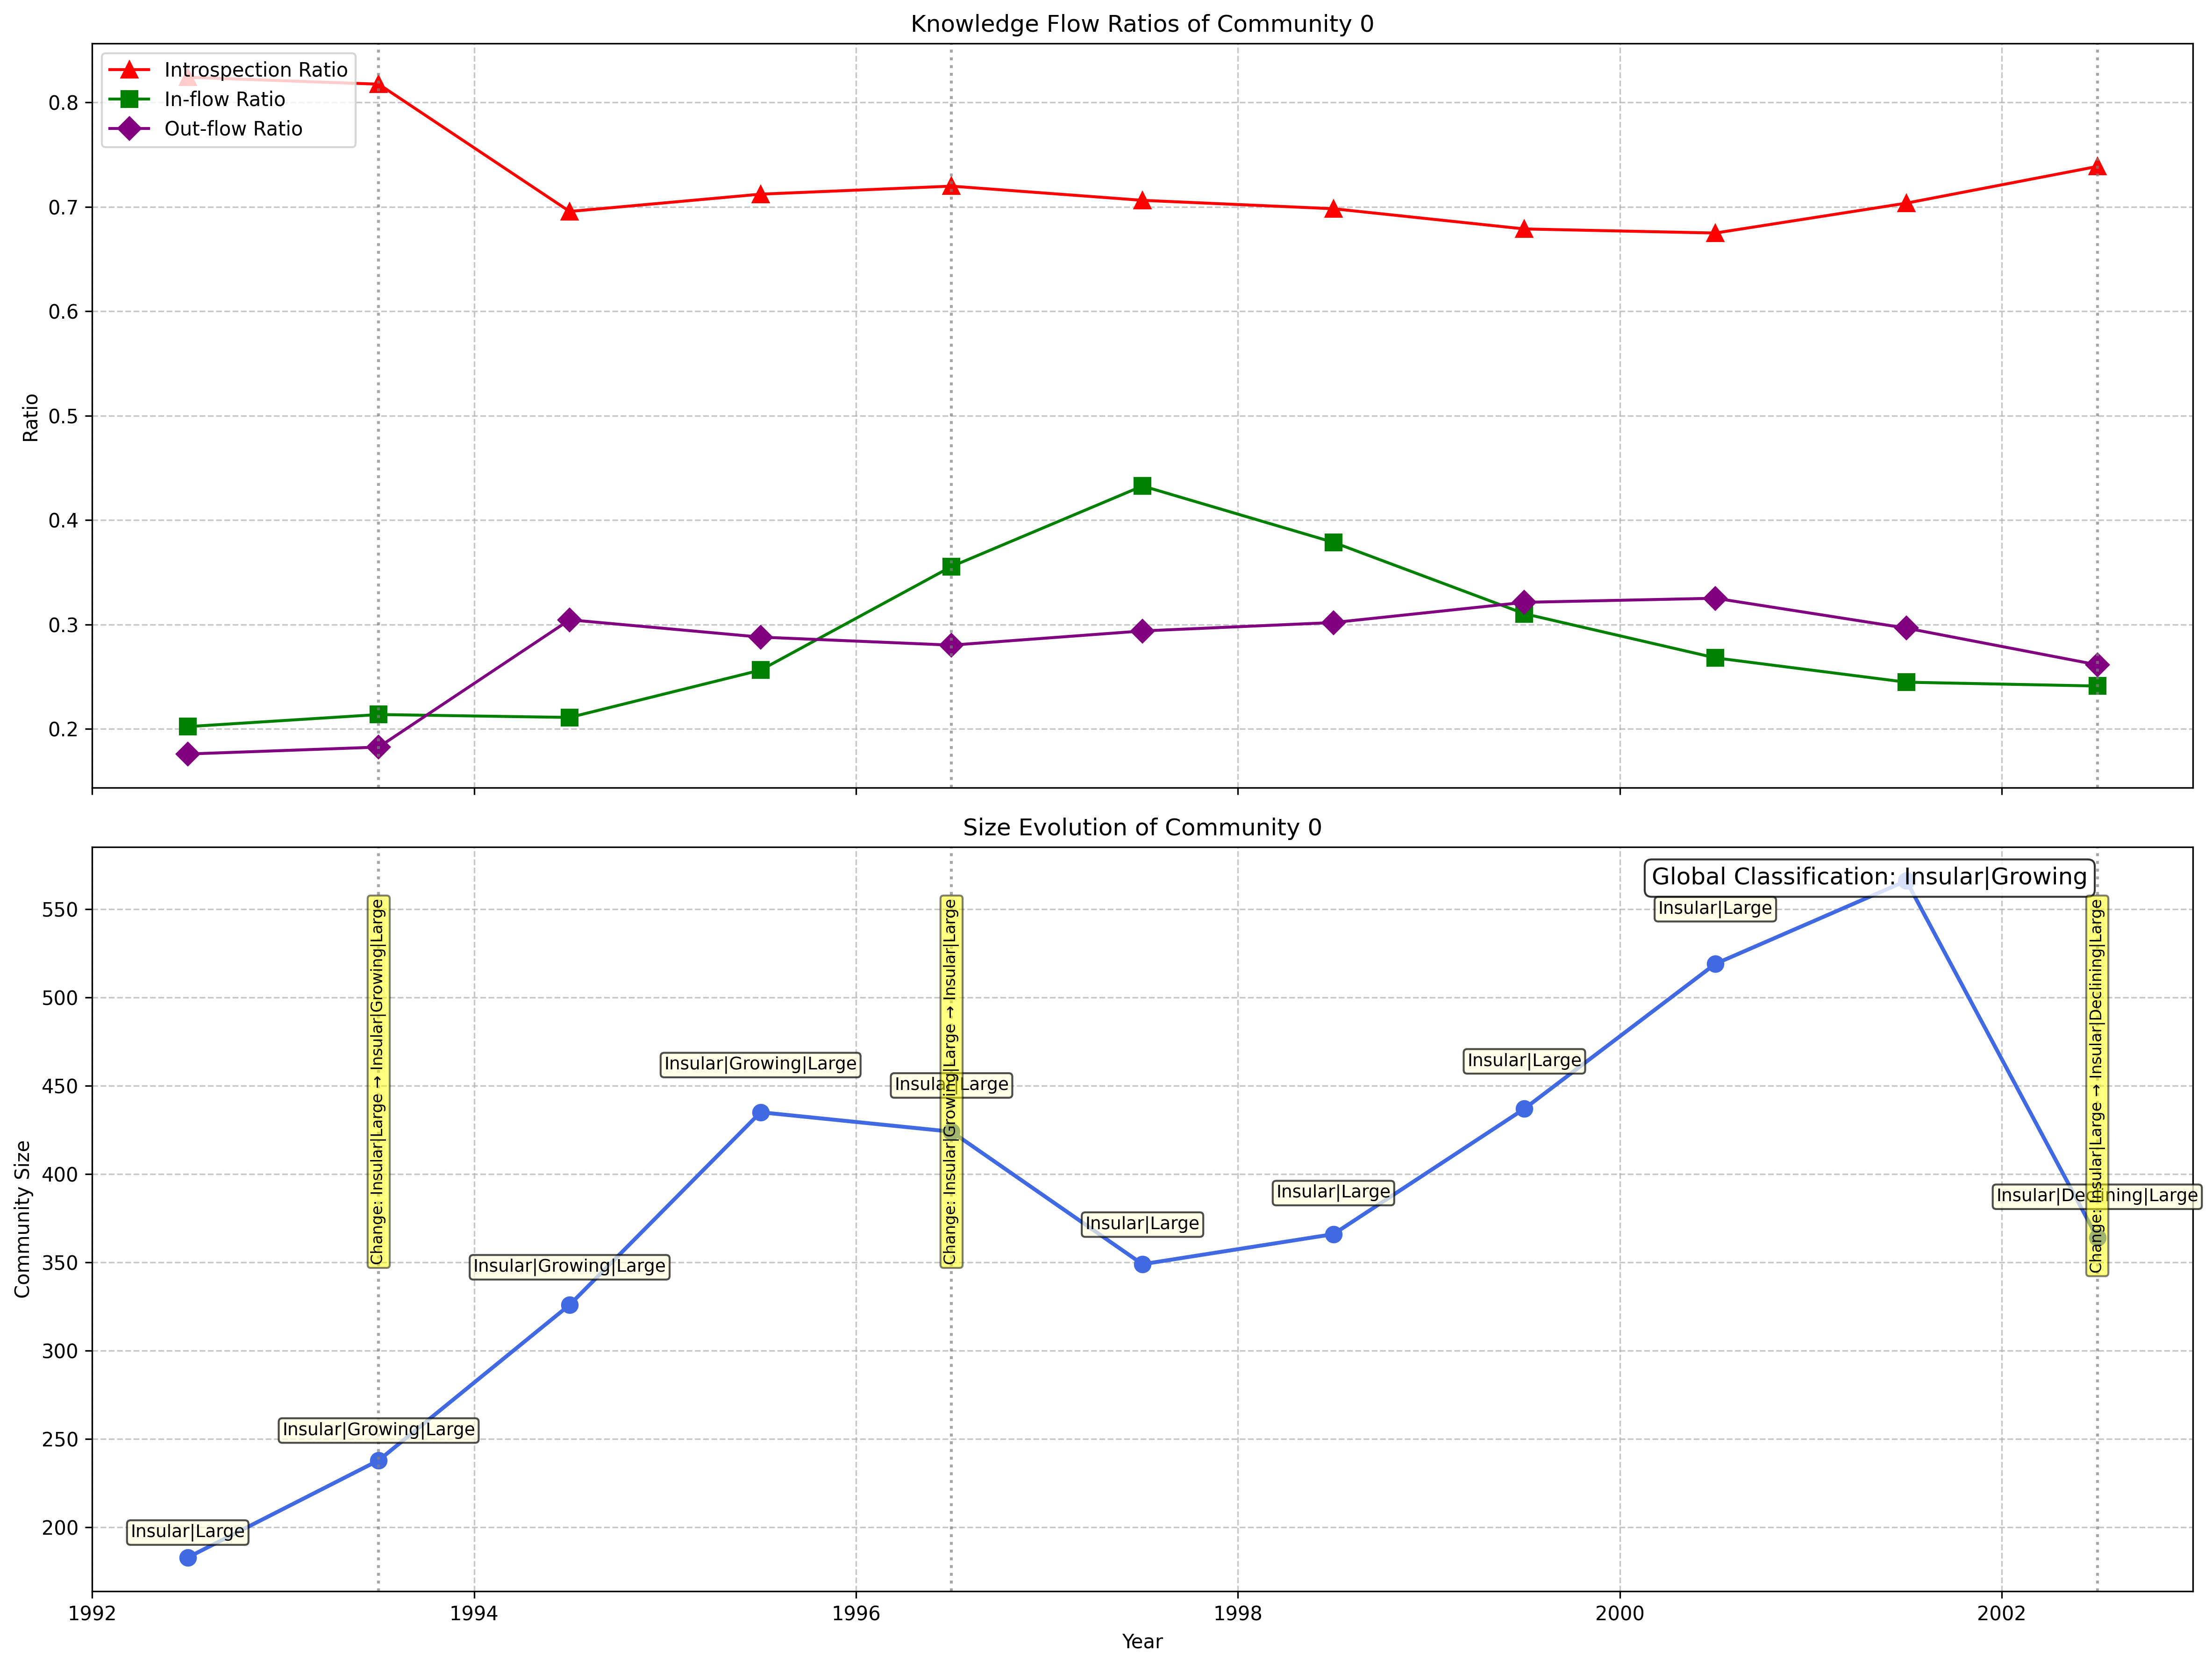 Knowledge Flow Ratios of Community 0
Introspection Ratio
In-flow Ratio
Out-flow Ratio
Ratio
0.8
0.7
0.6
0.5
0.4
0.3
0.2
Size Evolution of Community 0
Global Classification: Insular|Growing
Community Size
550
500
450
400
350
300
250
200
Insular|Large
Insular|Growing|Large
Insular|Growing|Large
Insular|Growing|Large
Insular|Large
Insular|Large
Insular|Large
Insular|Large
Insular|Large
Insular|Declining|Large
Change: Insular|Large → Insular|Growing|Large
Change: Insular|Growing|Large → Insular|Large
Change: Insular|Large → Insular|Declining|Large
1992
1994
1996
1998
2000
2002
Year